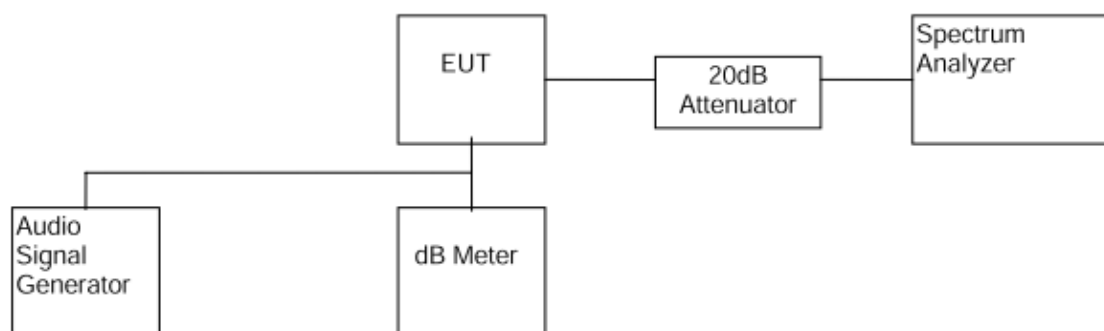 EUT
20dB
Attenuator
Spectrum
Analyzer
Audio
Signal
Generator
dB Meter